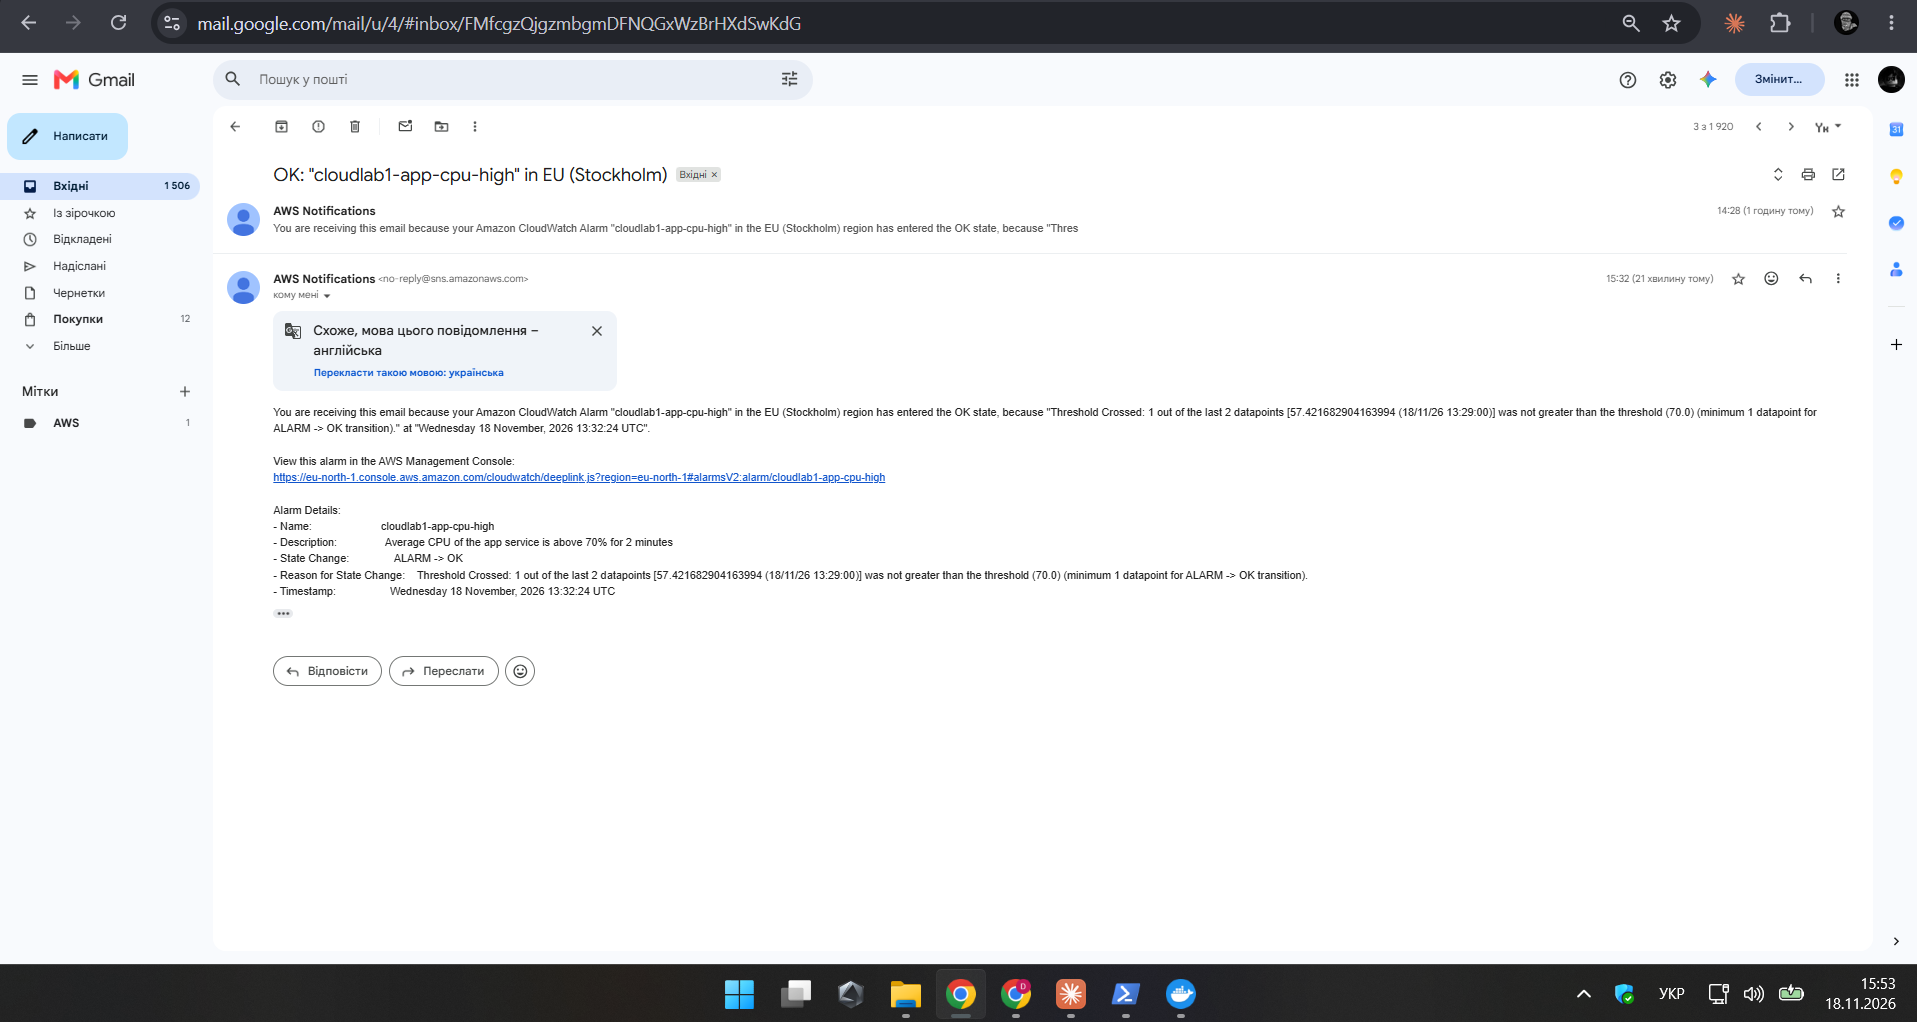 mail.google.com/mail/u/4/#inbox/FMfcgzQjgzmbgmDFNQGxWzBrHXdSwKdG
Gmail
Пошук у пошті
Змінит...
Написати
3 з 1 920
Ун
31
OK: "cloudlab1-app-cpu-high" in EU (Stockholm)
Вхідні ×
Вхідні 1 506
Із зірочкою
Відкладені
Надіслані
Чернетки
Покупки 12
Більше
Мітки
AWS 1
AWS Notifications
14:28 (1 годину тому)
You are receiving this email because your Amazon CloudWatch Alarm "cloudlab1-app-cpu-high" in the EU (Stockholm) region has entered the OK state, because "Thres
AWS Notifications <no-reply@sns.amazonaws.com>
15:32 (21 хвилину тому)
кому мені
Схоже, мова цього повідомлення –
англійська
Перекласти такою мовою: українська
You are receiving this email because your Amazon CloudWatch Alarm "cloudlab1-app-cpu-high" in the EU (Stockholm) region has entered the OK state, because "Threshold Crossed: 1 out of the last 2 datapoints [57.421682904163994 (18/11/26 13:29:00)] was not greater than the threshold (70.0) (minimum 1 datapoint for
ALARM -> OK transition)." at "Wednesday 18 November, 2026 13:32:24 UTC".
View this alarm in the AWS Management Console:
https://eu-north-1.console.aws.amazon.com/cloudwatch/deeplink.js?region=eu-north-1#alarmsV2:alarm/cloudlab1-app-cpu-high
Alarm Details:
- Name: cloudlab1-app-cpu-high
- Description: Average CPU of the app service is above 70% for 2 minutes
- State Change: ALARM -> OK
- Reason for State Change: Threshold Crossed: 1 out of the last 2 datapoints [57.421682904163994 (18/11/26 13:29:00)] was not greater than the threshold (70.0) (minimum 1 datapoint for ALARM -> OK transition).
- Timestamp: Wednesday 18 November, 2026 13:32:24 UTC
Відповісти
Переслати
D
УКР
15:53
18.11.2026